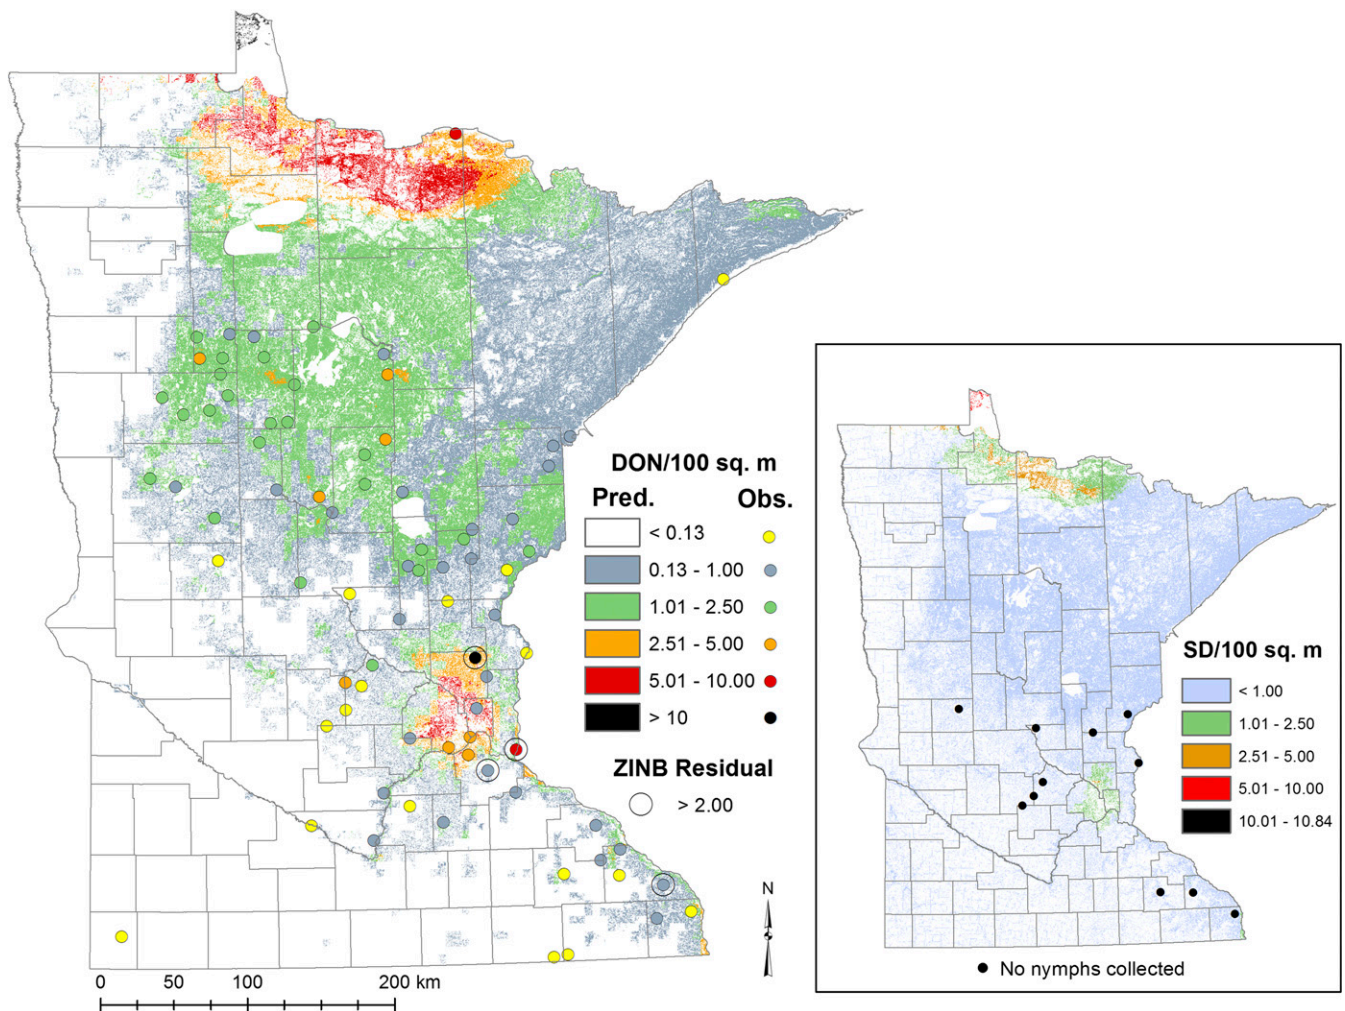 DON/100 sq. m
Pred. Obs.
< 0.13
0.13 - 1.00
1.01 - 2.50
2.51 - 5.00
5.01 - 10.00
> 10
ZINB Residual
> 2.00
N
0 50 100 200 km
SD/100 sq. m
< 1.00
1.01 - 2.50
2.51 - 5.00
5.01 - 10.00
10.01 - 10.84
No nymphs collected